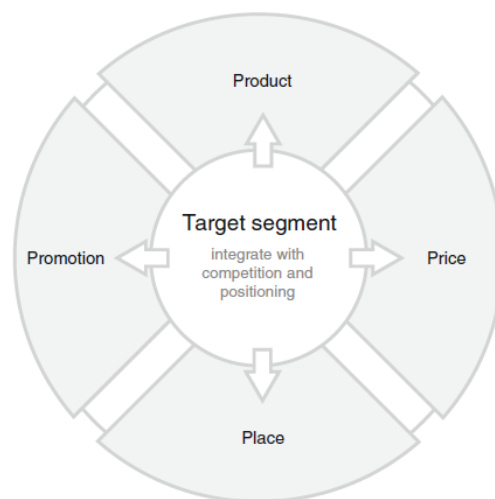 Product
Target segment
integrate with
competition and
positioning
Promotion
Price
Place